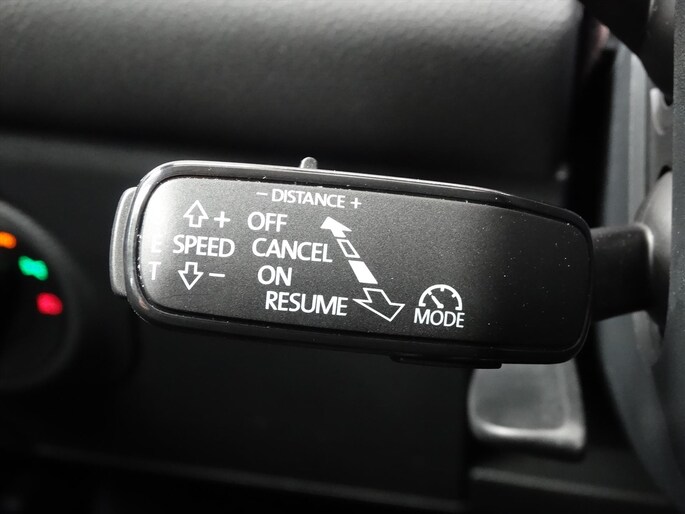 - DISTANCE +
+ OFF
SPEED CANCEL
- ON
RESUME
MODE